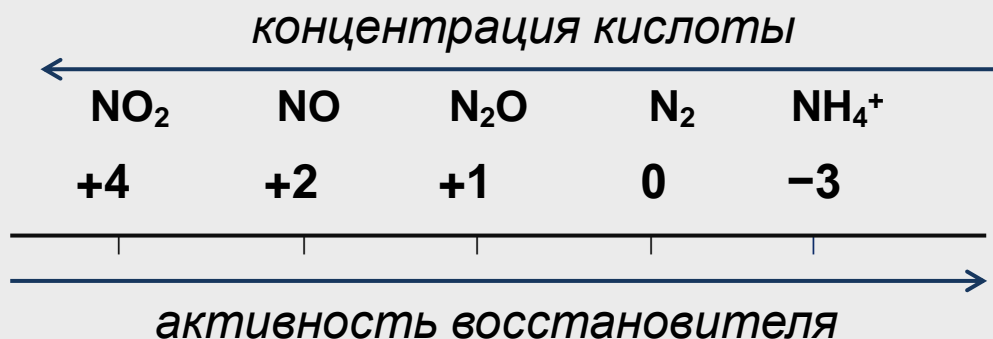 концентрация кислоты
NO₂ NO N₂O N₂ NH₄⁺
+4 +2 +1 0 −3
активность восстановителя